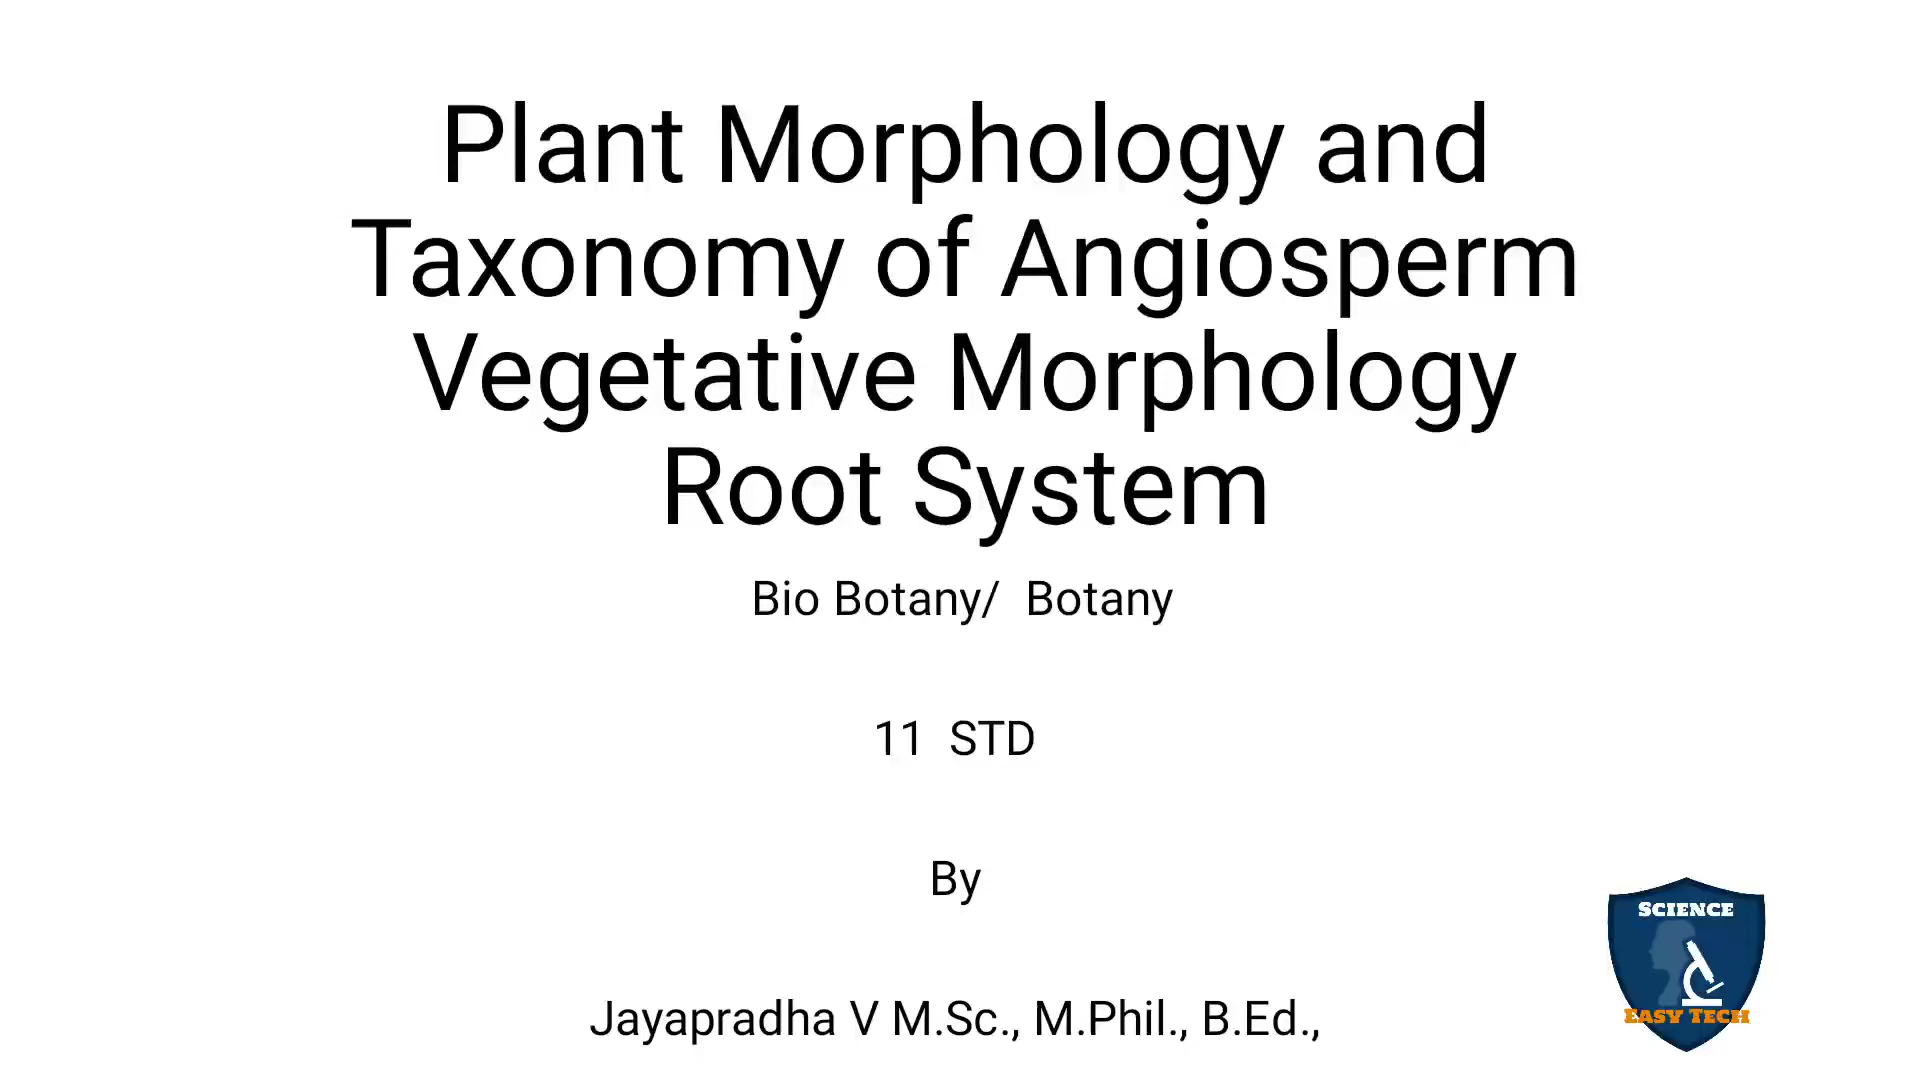 Plant Morphology and
Taxonomy of Angiosperm
Vegetative Morphology
Root System
Bio Botany/  Botany
11  STD
By
Jayapradha V M.Sc., M.Phil., B.Ed.,
SCIENCE
EASY TECH